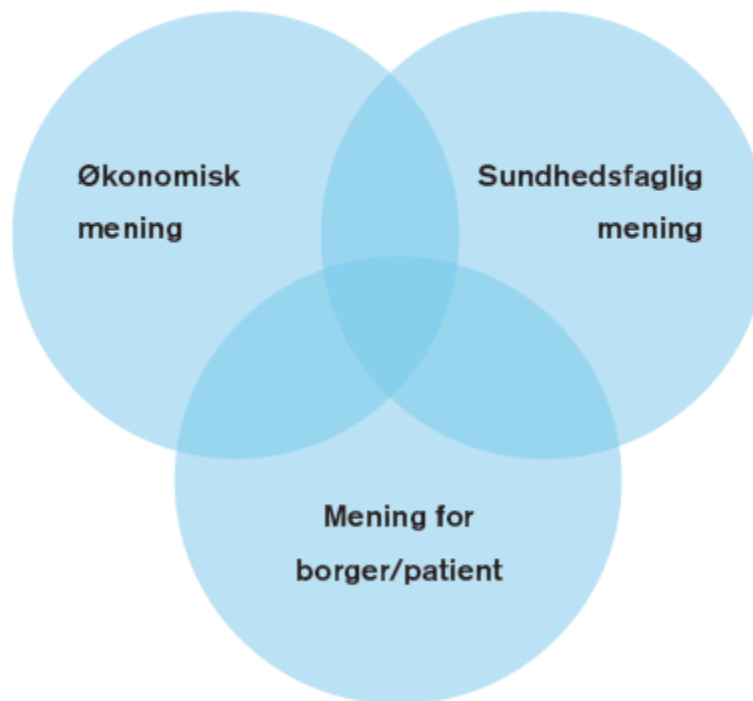 Økonomisk
mening
Sundhedsfaglig
mening
Mening for
borger/patient